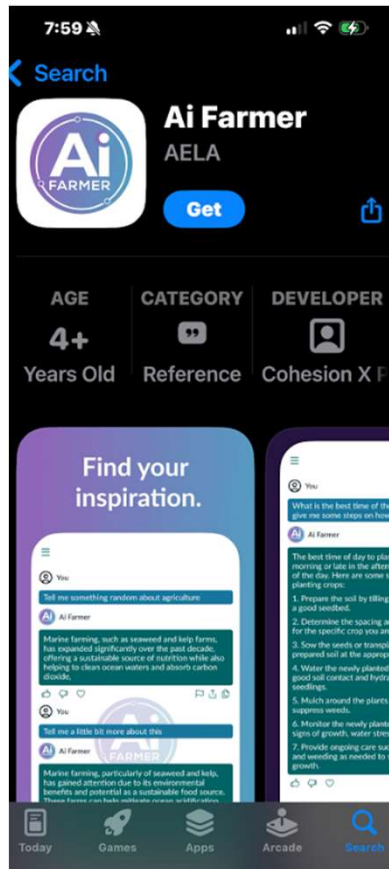 7:59
Search
Ai
FARMER
Ai Farmer
AELA
Get
AGE
CATEGORY
DEVELOPER
4+
Years Old
Reference
Cohesion X
Find your
inspiration.
You
Tell me something random about agriculture
Ai Farmer
Marine farming, such as seaweed and kelp farms,
has expanded significantly over the past decade,
offering a sustainable source of nutrition while also
helping to clean ocean waters and absorb carbon
dioxide.
You
Tell me a little bit more about this
Ai Farmer
FARMER
Marine farming, particularly of seaweed and kelp,
has gained attention due to its environmental
benefits and potential as a sustainable food source.
These farms can help mitigate ocean acidification
You
What is the best time of the
give me some steps on how
Ai Farmer
The best time of day to pla
morning or late in the aftern
of the day. Here are some s
planting crops:
1. Prepare the soil by tilling
a good seedbed.
2. Determine the spacing a
for the specific crop you are
3. Sow the seeds or transpl
prepared soil at the appropr
4. Water the newly planted
good soil contact and hydra
seedlings.
5. Mulch around the plants
suppress weeds.
6. Monitor the newly plante
signs of growth, water stres
7. Provide ongoing care suc
and weeding as needed to
growth.
Today
Games
Apps
Arcade
Search